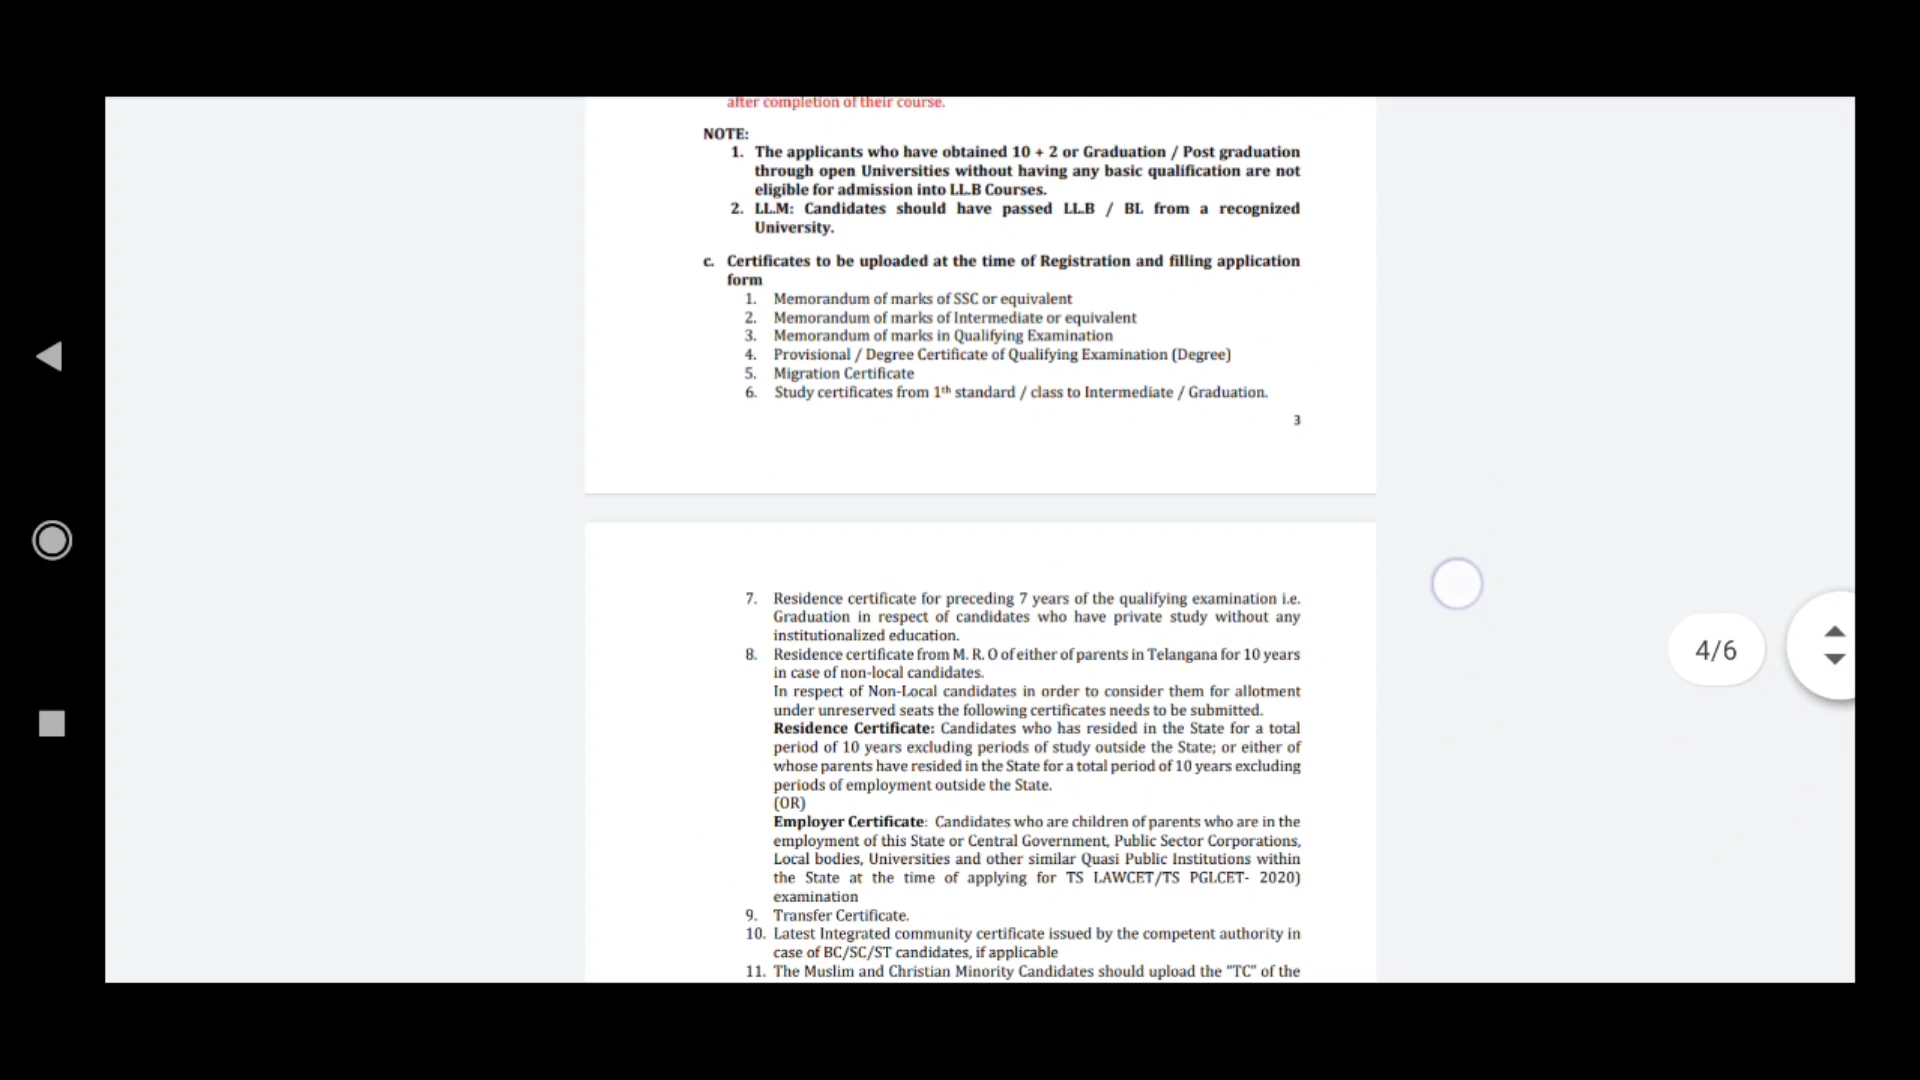 after completion of their course.
NOTE:
1. The applicants who have obtained 10 + 2 or Graduation / Post graduation
through open Universities without having any basic qualification are not
eligible for admission into LL.B Courses.
2. LL.M: Candidates should have passed LL.B / BL from a recognized
University.
c. Certificates to be uploaded at the time of Registration and filling application
form
1. Memorandum of marks of SSC or equivalent
2. Memorandum of marks of Intermediate or equivalent
3. Memorandum of marks in Qualifying Examination
4. Provisional / Degree Certificate of Qualifying Examination (Degree)
5. Migration Certificate
6. Study certificates from 1th standard / class to Intermediate / Graduation.
3
7. Residence certificate for preceding 7 years of the qualifying examination i.e.
Graduation in respect of candidates who have private study without any
institutionalized education.
8. Residence certificate from M. R. O of either of parents in Telangana for 10 years
in case of non-local candidates.
In respect of Non-Local candidates in order to consider them for allotment
under unreserved seats the following certificates needs to be submitted.
Residence Certificate: Candidates who has resided in the State for a total
period of 10 years excluding periods of study outside the State; or either of
whose parents have resided in the State for a total period of 10 years excluding
periods of employment outside the State.
(OR)
Employer Certificate: Candidates who are children of parents who are in the
employment of this State or Central Government, Public Sector Corporations,
Local bodies, Universities and other similar Quasi Public Institutions within
the State at the time of applying for TS LAWCET/TS PGLCET- 2020)
examination
9. Transfer Certificate.
10. Latest Integrated community certificate issued by the competent authority in
case of BC/SC/ST candidates, if applicable
11. The Muslim and Christian Minority Candidates should upload the "TC" of the
4/6